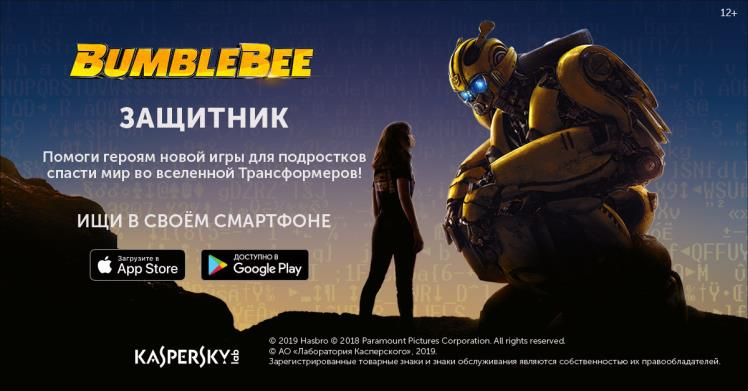 12+
BUMBLEBEE
ЗАЩИТНИК
Помоги героям новой игры для подростков
спасти мир во вселенной Трансформеров!
ИЩИ В СВОЁМ СМАРТФОНЕ
Загрузите в
App Store
ДОСТУПНО В
Google Play
KASPERSKY lab
© 2019 Hasbro © 2018 Paramount Pictures Corporation. All rights reserved.
© АО «Лаборатория Касперского», 2019.
Зарегистрированные товарные знаки и знаки обслуживания являются собственностью их правообладателей.